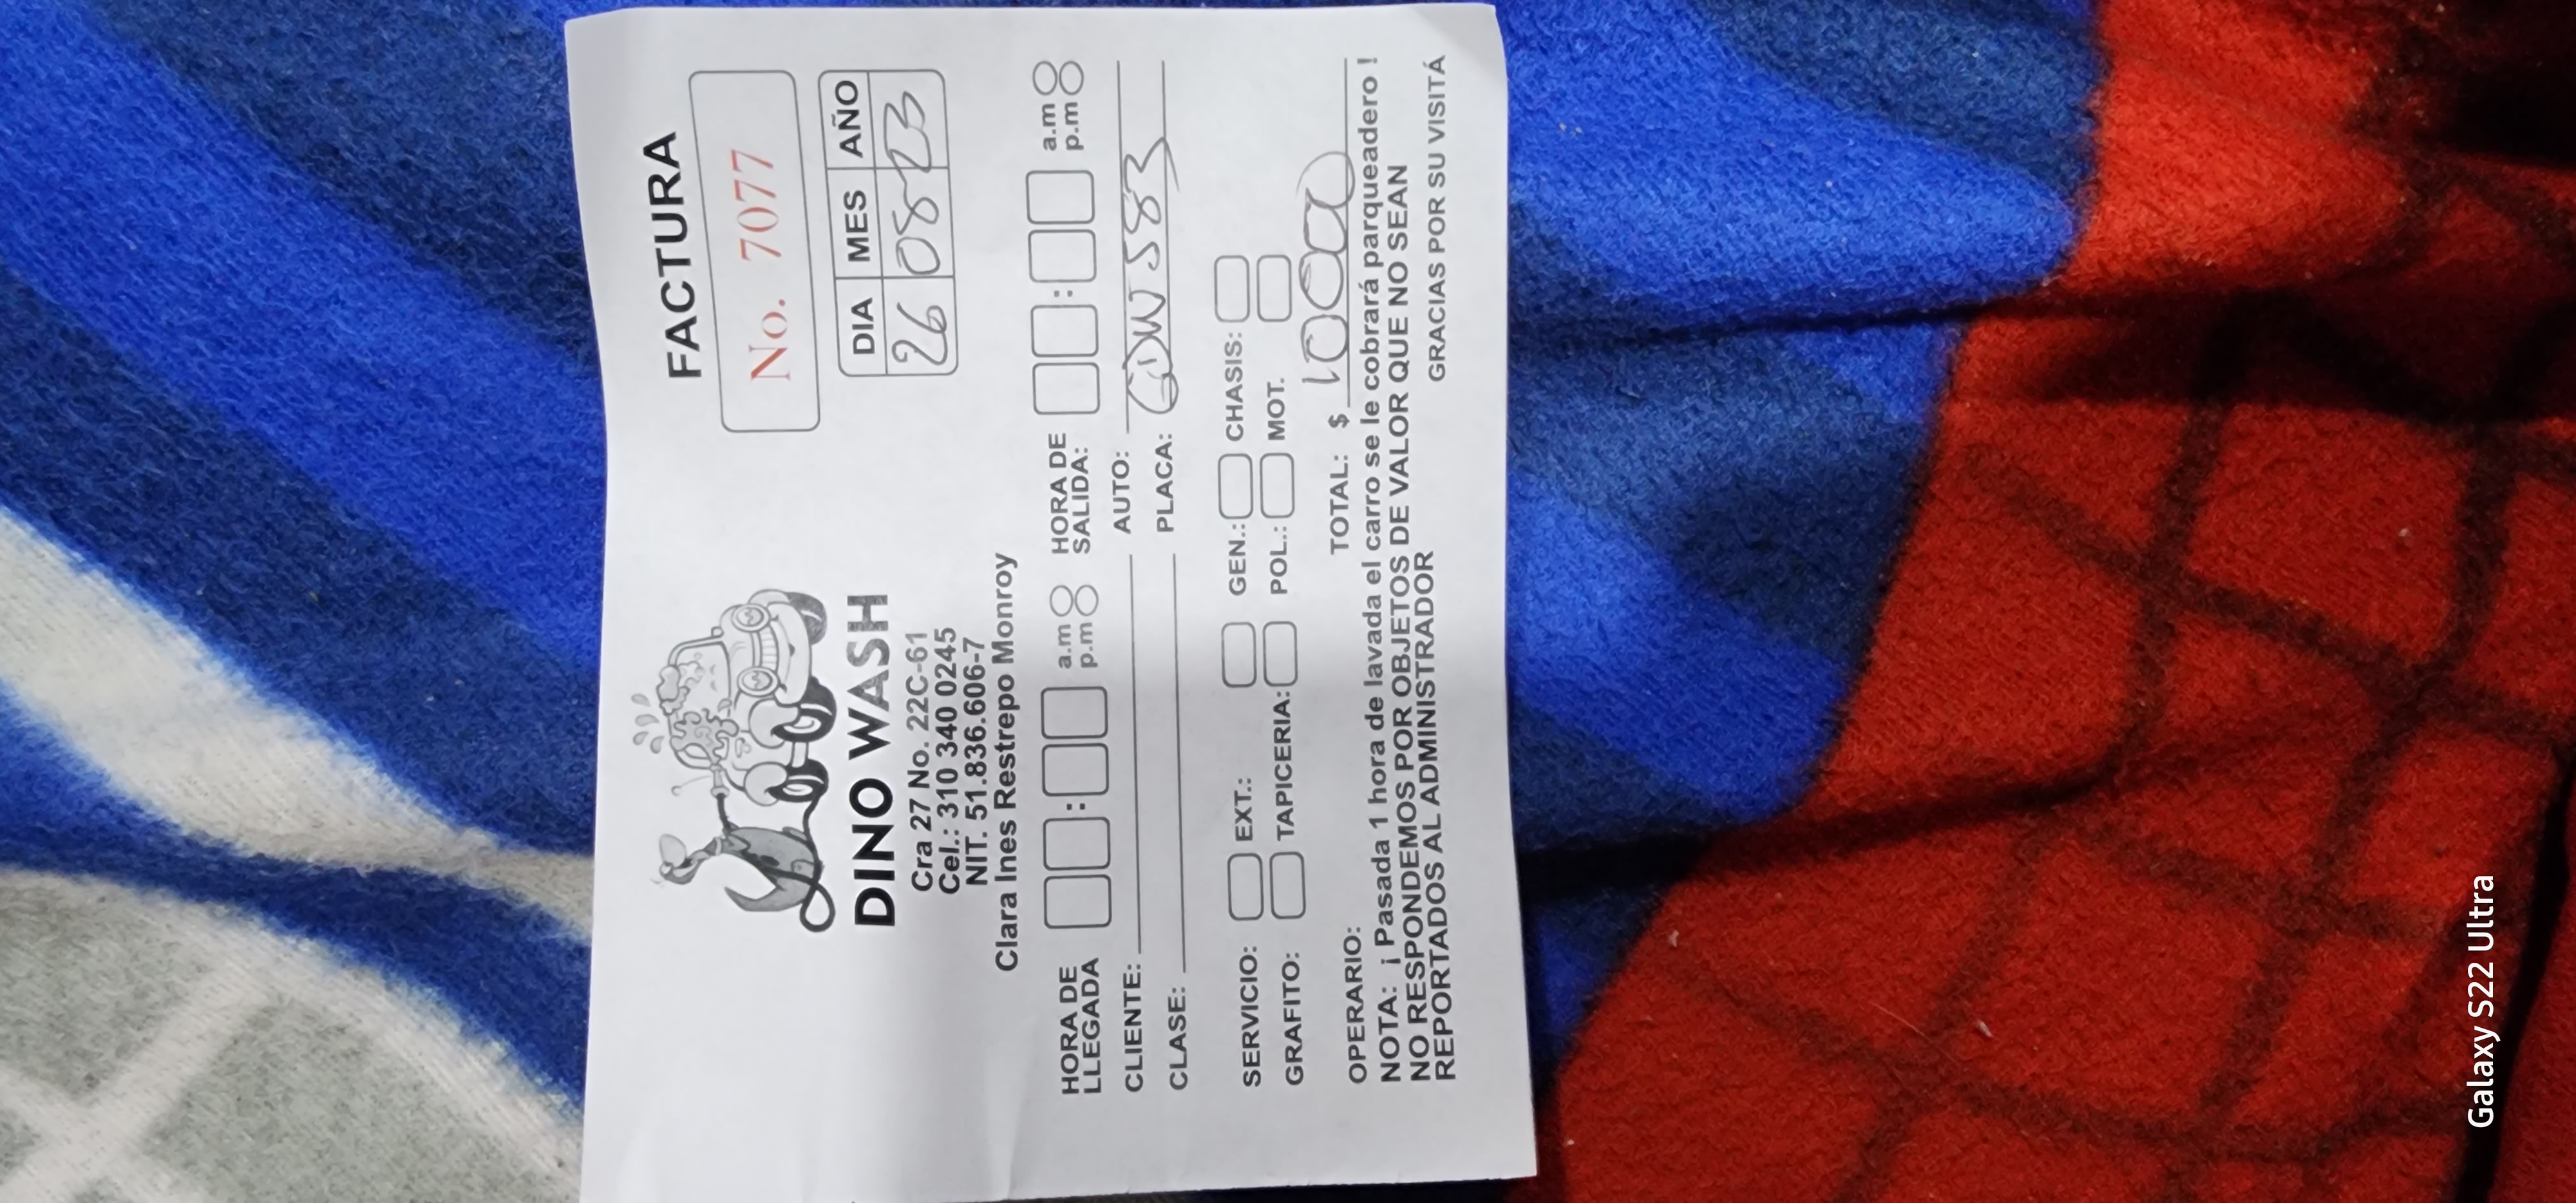 FACTURA
No. 7077
DIA MES AÑO
26 08 23
DINO WASH
Cra 27 No. 22C-61
Cel.: 310 340 0245
NIT. 51.836.606-7
Clara Ines Restrepo Monroy
HORA DE LLEGADA : a.m p.m HORA DE SALIDA: : a.m p.m
CLIENTE: AUTO:
CLASE: PLACA: GDW583
SERVICIO: EXT.: GEN.: CHASIS:
GRAFITO: TAPICERIA: POL.: MOT.
OPERARIO: TOTAL: $ 10000
NOTA: ¡ Pasada 1 hora de lavada el carro se le cobrará parqueadero !
NO RESPONDEMOS POR OBJETOS DE VALOR QUE NO SEAN
REPORTADOS AL ADMINISTRADOR
GRACIAS POR SU VISITÁ
Galaxy S22 Ultra